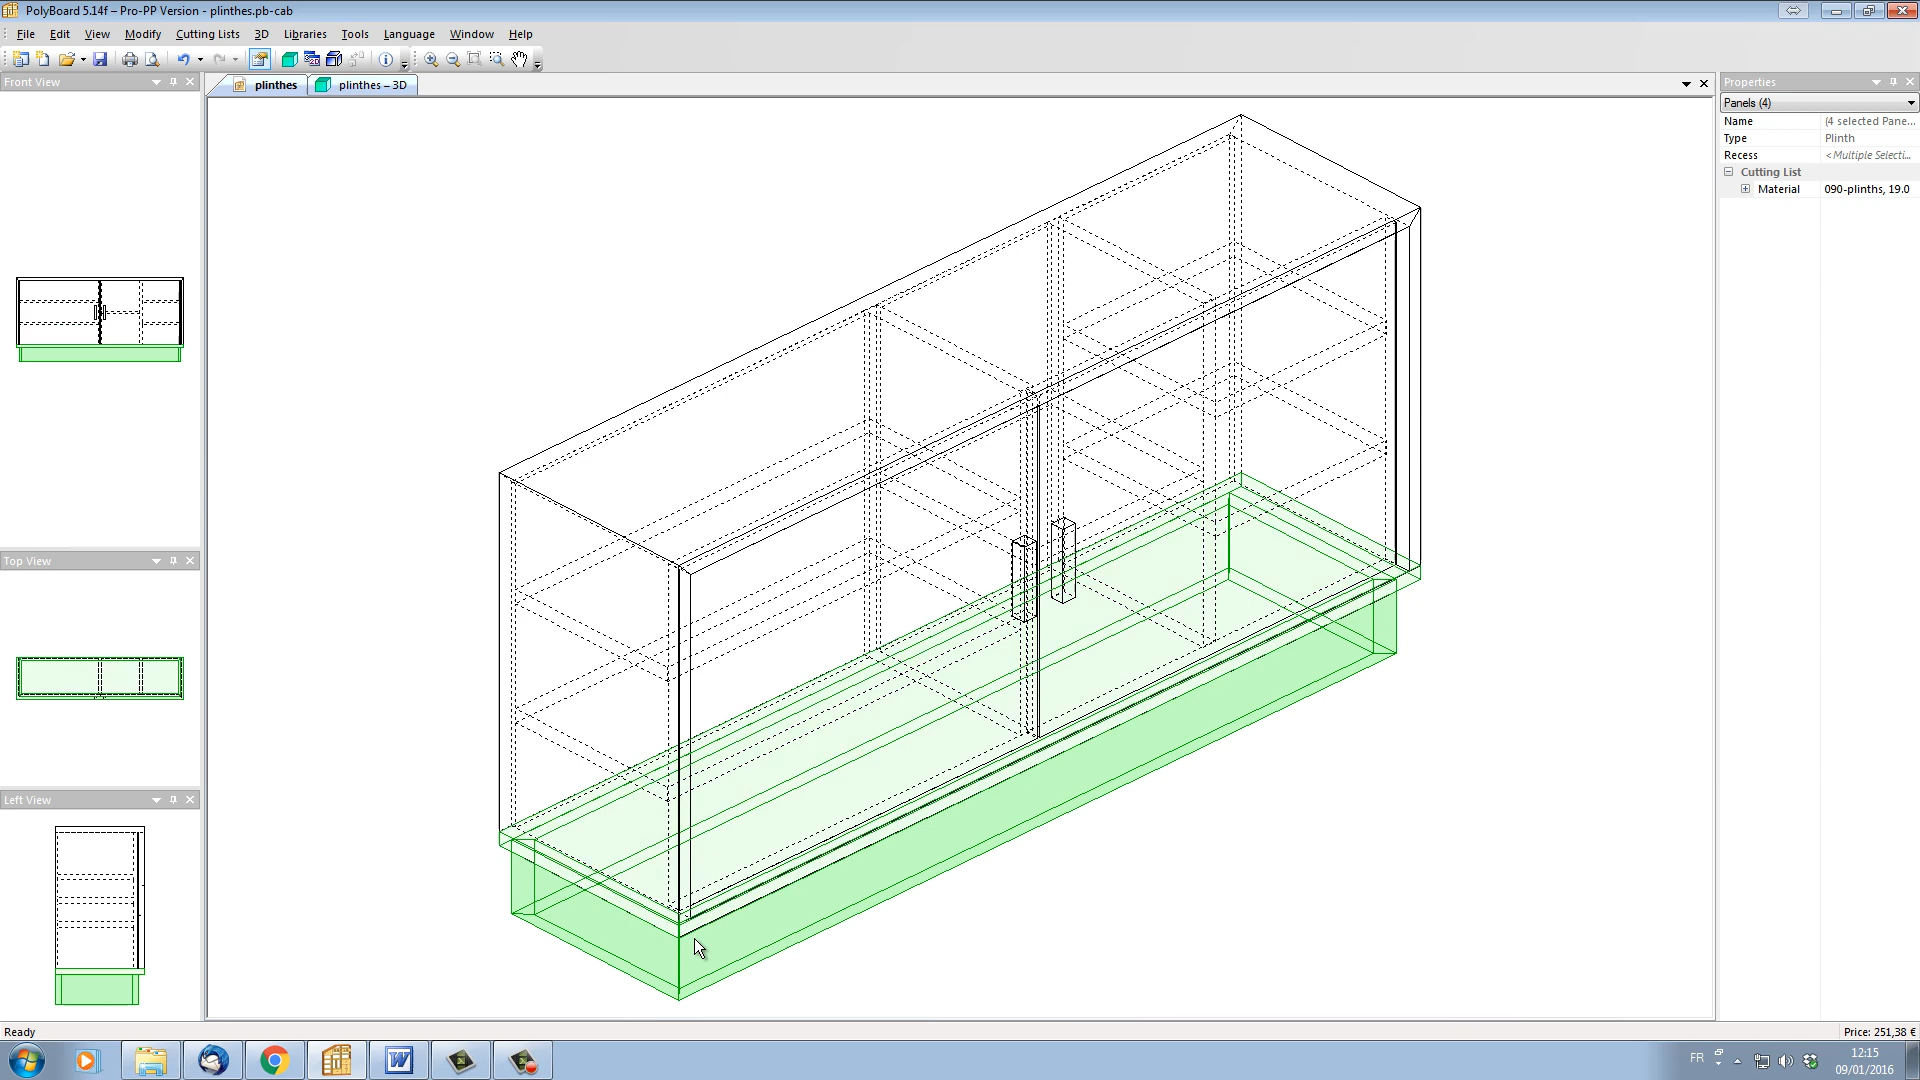 PolyBoard 5.14f – Pro-PP Version - plinthes.pb-cab
File Edit View Modify Cutting Lists 3D Libraries Tools Language Window Help
Front View
plinthes
plinthes – 3D
Properties
Panels (4)
Name (4 selected Pane...
Type Plinth
Recess <Multiple Selecti...
Cutting List
Material 090-plinths, 19.0
Top View
Left View
Ready
Price: 251,38 €
FR
12:15
09/01/2016